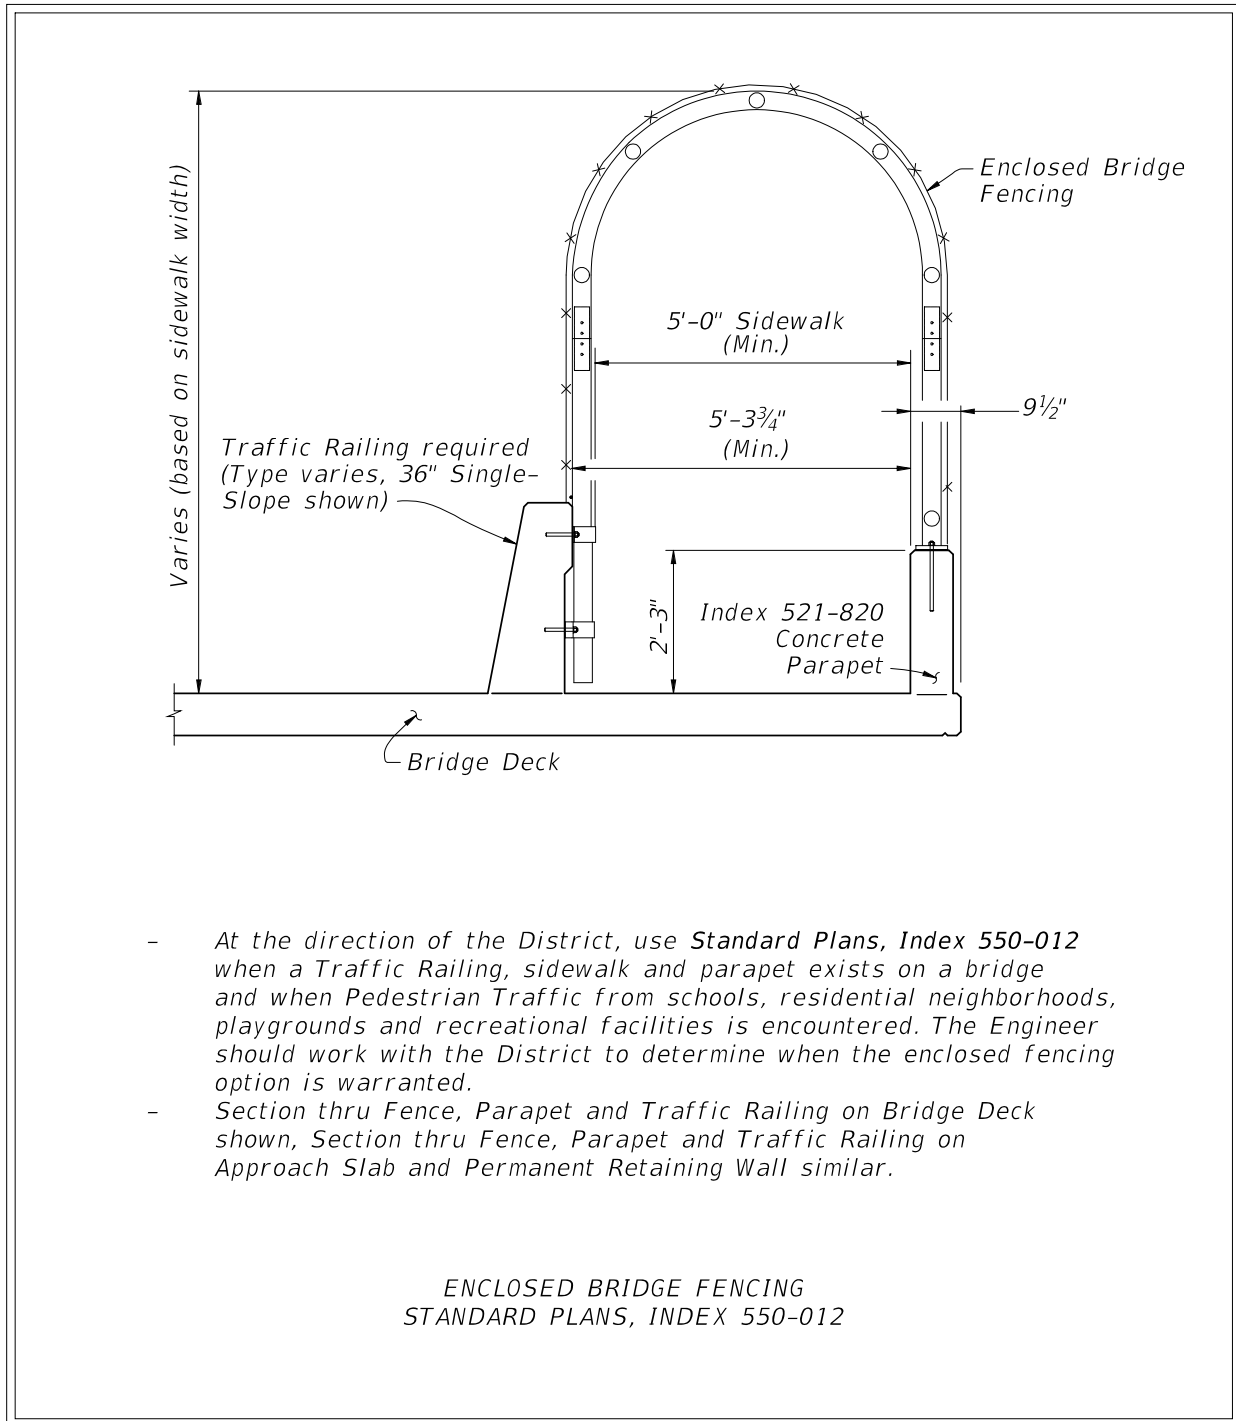 Varies (based on sidewalk width)
Enclosed Bridge
Fencing
5'-0" Sidewalk
(Min.)
5'-3¾"
(Min.)
9½"
Traffic Railing required
(Type varies, 36" Single-
Slope shown)
2'-3"
Index 521-820
Concrete
Parapet
Bridge Deck
- At the direction of the District, use Standard Plans, Index 550-012
when a Traffic Railing, sidewalk and parapet exists on a bridge
and when Pedestrian Traffic from schools, residential neighborhoods,
playgrounds and recreational facilities is encountered. The Engineer
should work with the District to determine when the enclosed fencing
option is warranted.
- Section thru Fence, Parapet and Traffic Railing on Bridge Deck
shown, Section thru Fence, Parapet and Traffic Railing on
Approach Slab and Permanent Retaining Wall similar.
ENCLOSED BRIDGE FENCING
STANDARD PLANS, INDEX 550-012